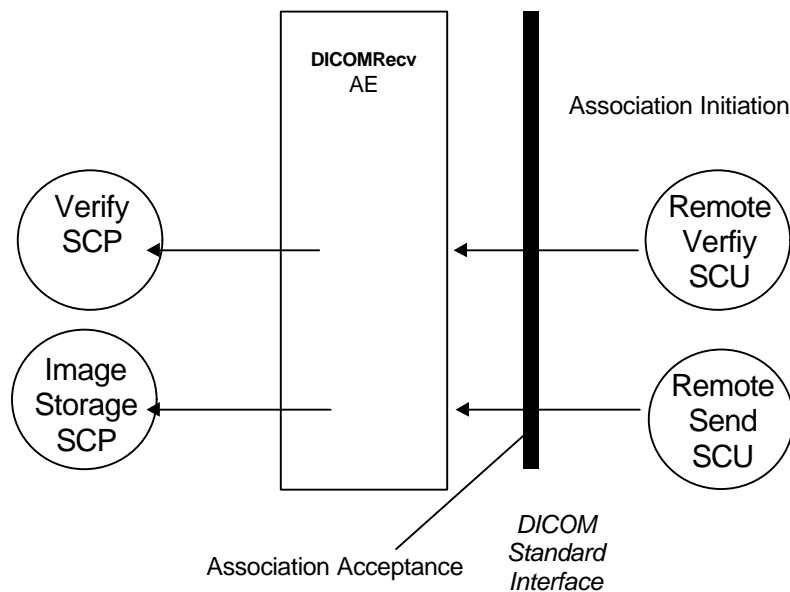 DICOMRecv
AE
Association Initiation
Verify
SCP
Remote
Verfiy
SCU
Image
Storage
SCP
Remote
Send
SCU
Association Acceptance
DICOM
Standard
Interface